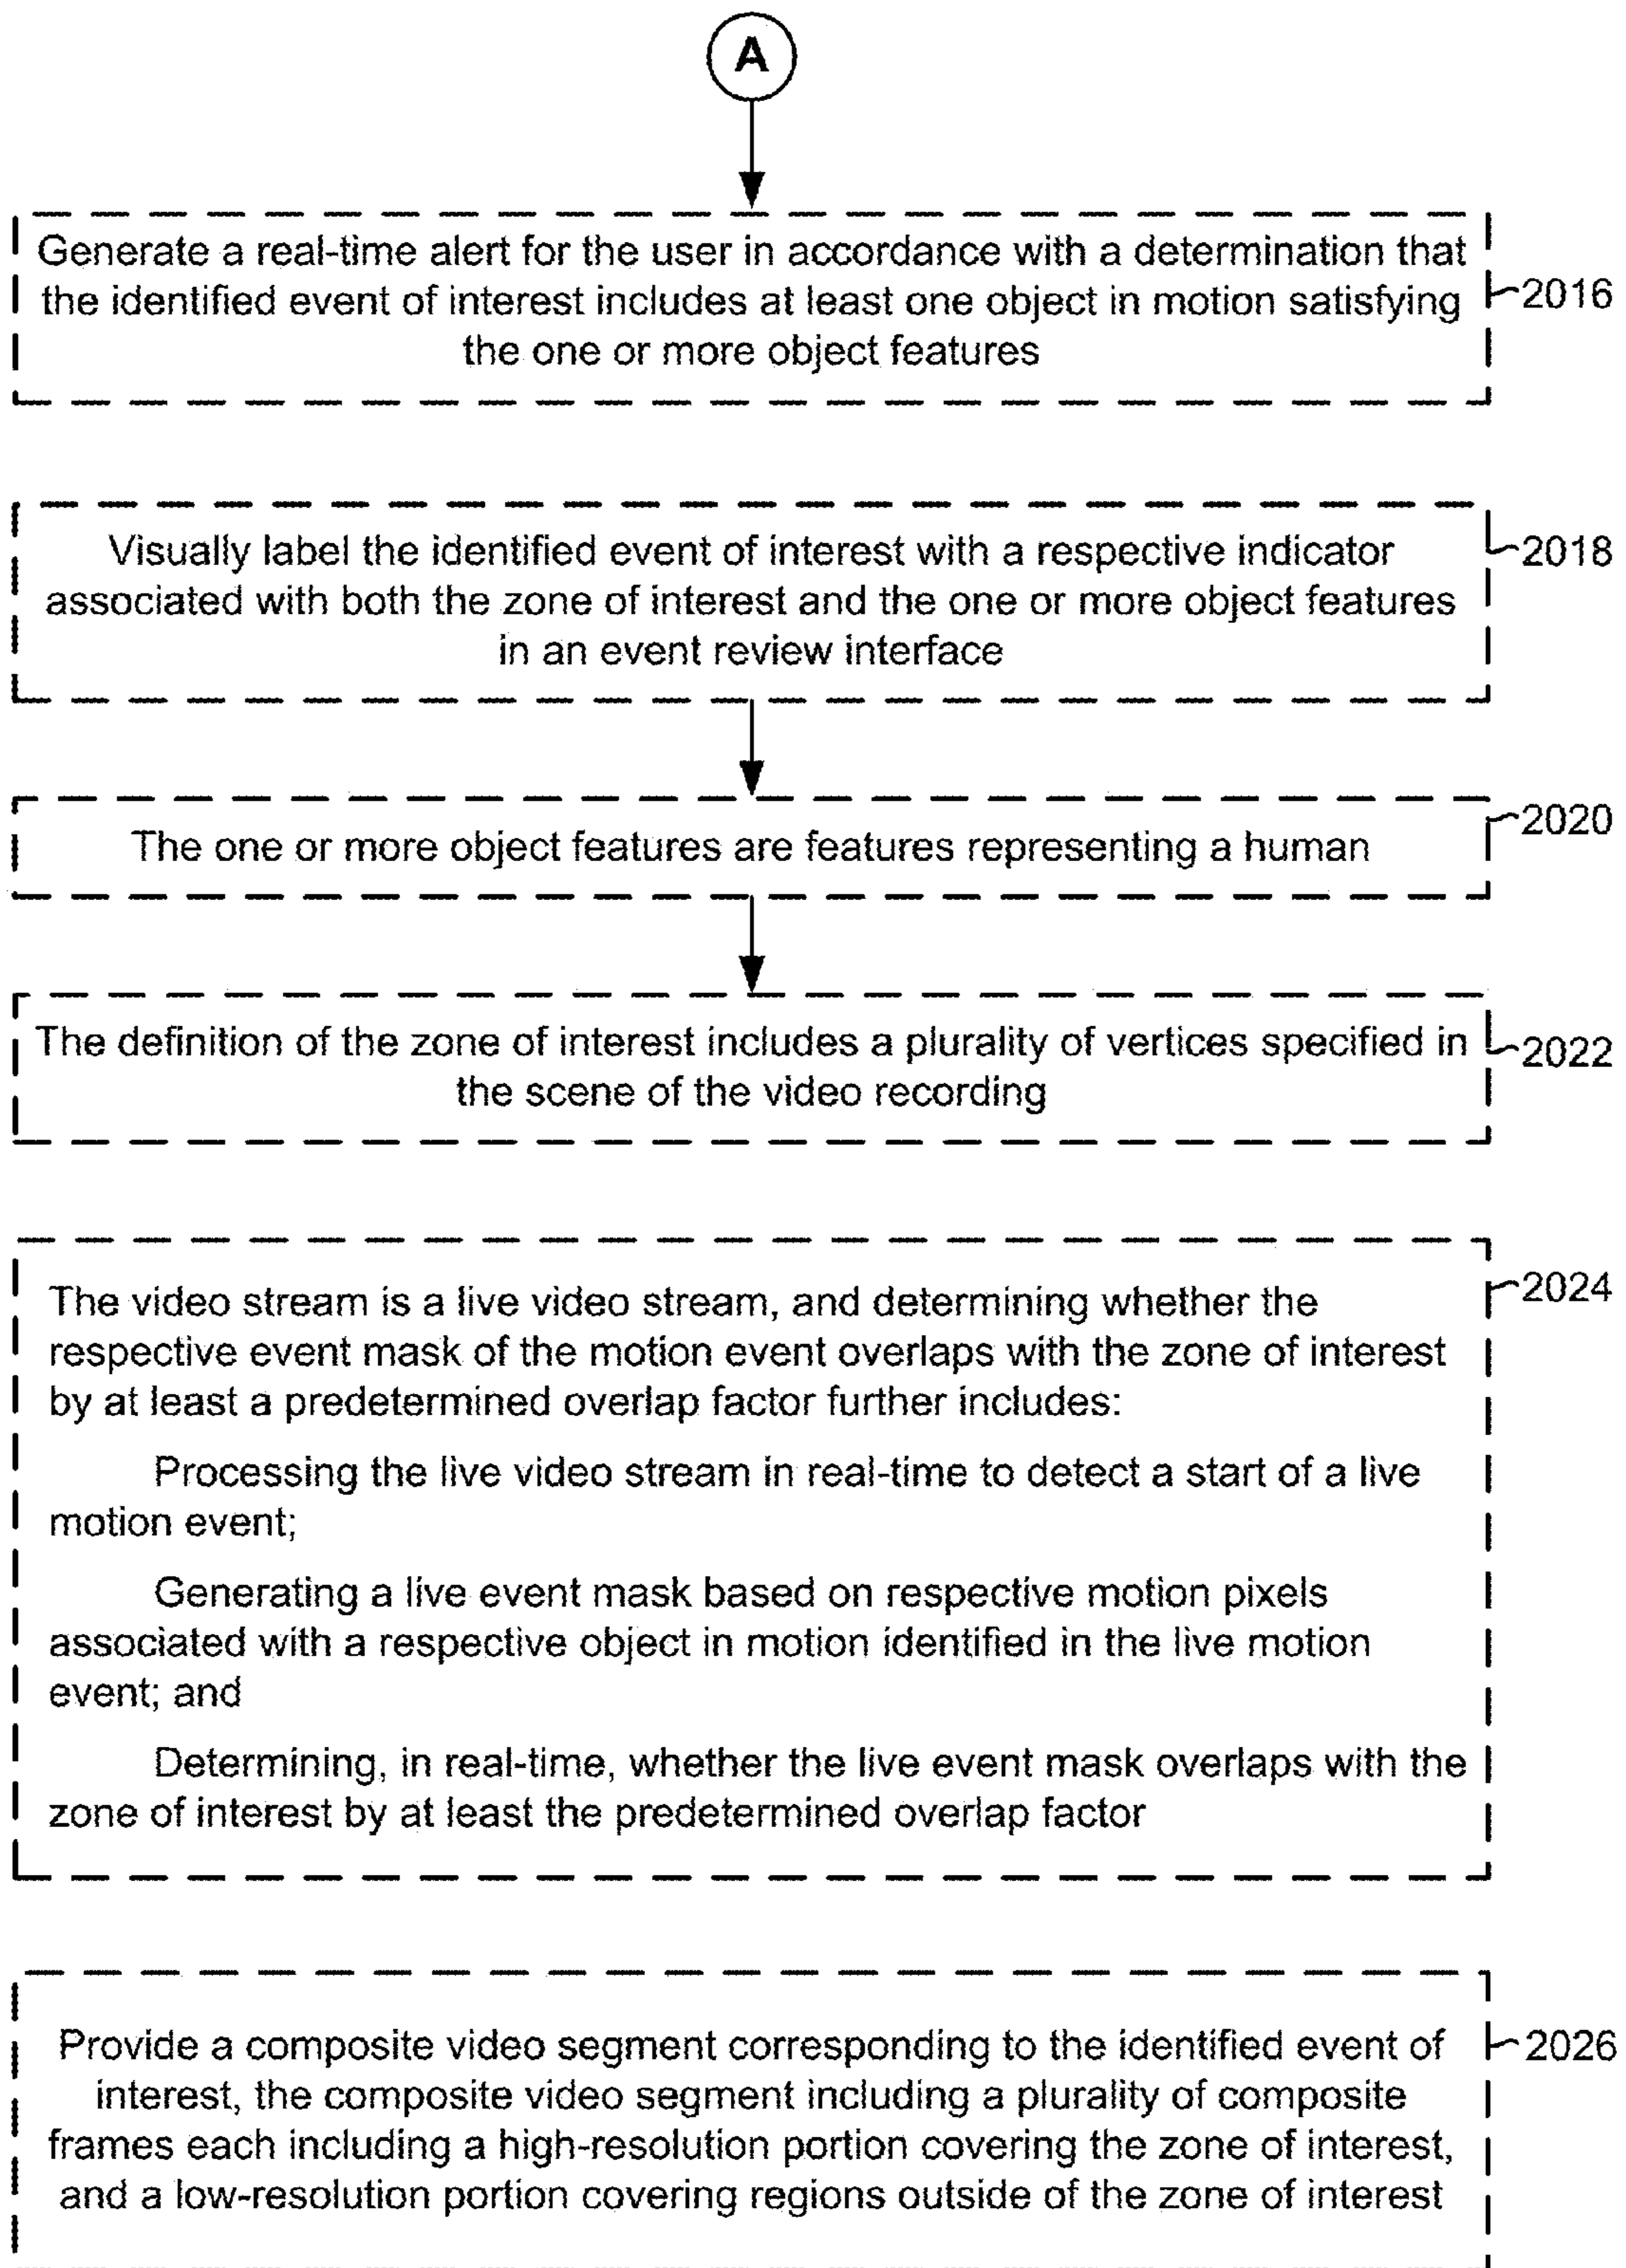 A
Generate a real-time alert for the user in accordance with a determination that
the identified event of interest includes at least one object in motion satisfying
the one or more object features
2016
Visually label the identified event of interest with a respective indicator
associated with both the zone of interest and the one or more object features
in an event review interface
2018
The one or more object features are features representing a human
2020
The definition of the zone of interest includes a plurality of vertices specified in
the scene of the video recording
2022
The video stream is a live video stream, and determining whether the
respective event mask of the motion event overlaps with the zone of interest
by at least a predetermined overlap factor further includes:
Processing the live video stream in real-time to detect a start of a live
motion event;
Generating a live event mask based on respective motion pixels
associated with a respective object in motion identified in the live motion
event; and
Determining, in real-time, whether the live event mask overlaps with the
zone of interest by at least the predetermined overlap factor
2024
Provide a composite video segment corresponding to the identified event of
interest, the composite video segment including a plurality of composite
frames each including a high-resolution portion covering the zone of interest,
and a low-resolution portion covering regions outside of the zone of interest
2026